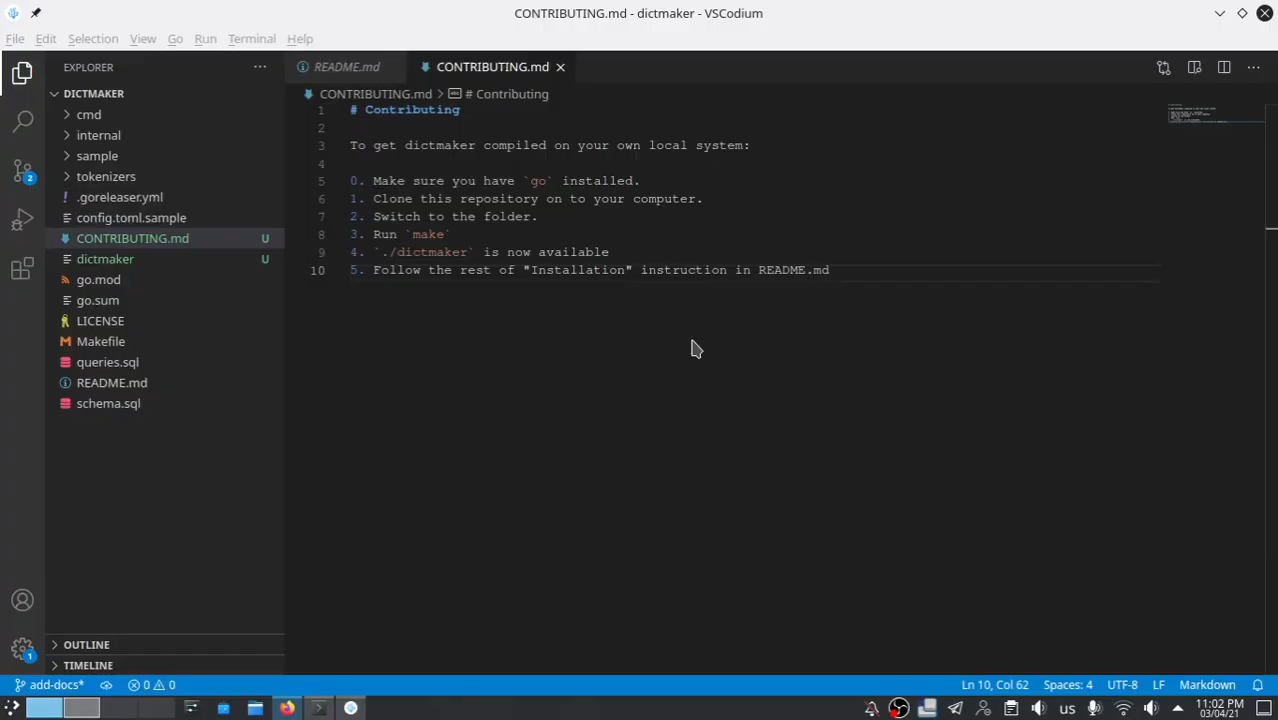 CONTRIBUTING.md - dictmaker - VSCodium
File Edit Selection View Go Run Terminal Help
EXPLORER
README.md
CONTRIBUTING.md
DICTMAKER
CONTRIBUTING.md > # Contributing
cmd
internal
sample
tokenizers
.goreleaser.yml
config.toml.sample
CONTRIBUTING.md U
dictmaker U
go.mod
go.sum
LICENSE
Makefile
queries.sql
README.md
schema.sql
1 # Contributing
2
3 To get dictmaker compiled on your own local system:
4
5 0. Make sure you have `go` installed.
6 1. Clone this repository on to your computer.
7 2. Switch to the folder.
8 3. Run `make`
9 4. `./dictmaker` is now available
10 5. Follow the rest of "Installation" instruction in README.md
2
1
OUTLINE
TIMELINE
add-docs* 0 0 Ln 10, Col 62 Spaces: 4 UTF-8 LF Markdown
us
11:02 PM
03/04/21